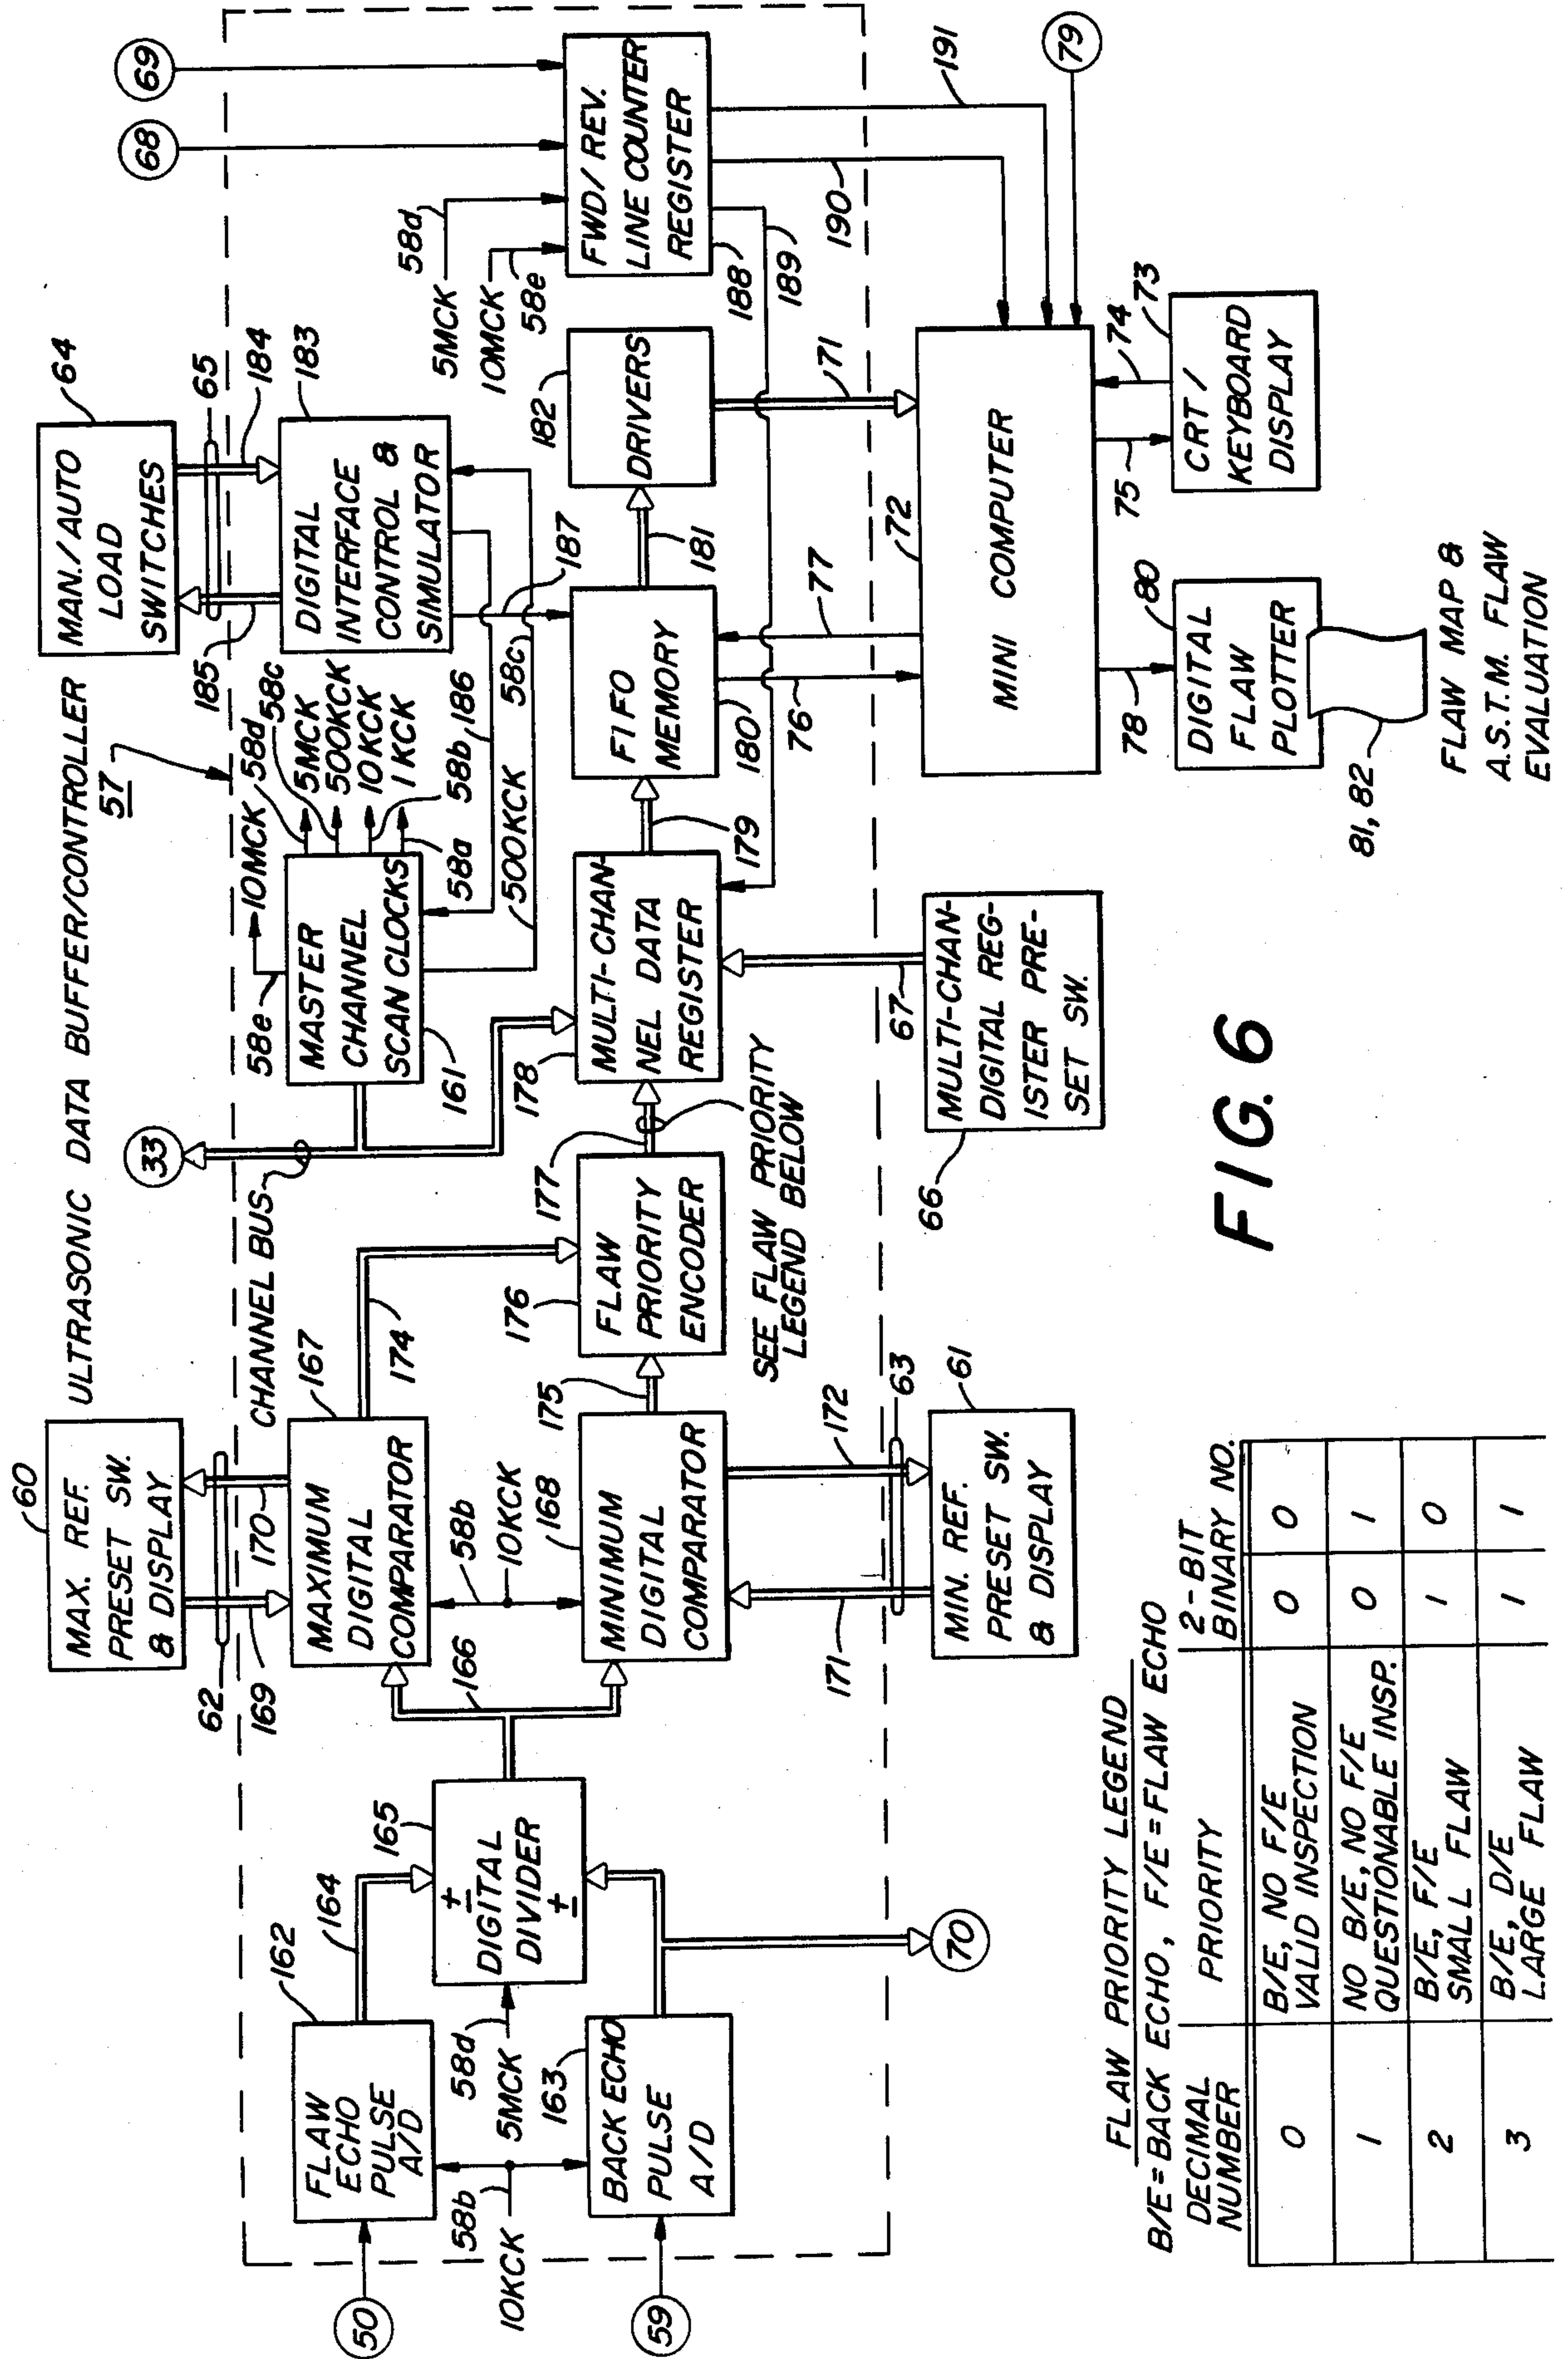 ULTRASONIC DATA BUFFER/CONTROLLER
57
60
MAX. REF.
PRESET SW.
& DISPLAY
62
169
170
64
MAN./AUTO
LOAD
SWITCHES
65
184
185
33
CHANNEL BUS
68
69
50
59
70
10KCK
58b
162
FLAW
ECHO
PULSE
A/D
164
163
BACK ECHO
PULSE
A/D
58d
5MCK
165
±
DIGITAL
DIVIDER
±
166
167
MAXIMUM
DIGITAL
COMPARATOR
174
58b
10KCK
168
MINIMUM
DIGITAL
COMPARATOR
175
171
172
63
61
MIN. REF.
PRESET SW.
& DISPLAY
176
FLAW
PRIORITY
ENCODER
177
SEE FLAW PRIORITY
LEGEND BELOW
58e
10MCK
161
MASTER
CHANNEL
SCAN CLOCKS
58d
5MCK
58c
500KCK
10KCK
1KCK
58b
58a
186
500KCK
58c
187
183
DIGITAL
INTERFACE
CONTROL &
SIMULATOR
178
MULTI-CHAN-
NEL DATA
REGISTER
179
FIFO
MEMORY
180
181
182
DRIVERS
71
5MCK
58d
10MCK
58e
FWD/REV.
LINE COUNTER
REGISTER
188
189
190
191
66
67
MULTI-CHAN-
DIGITAL REG-
ISTER PRE-
SET SW.
76
77
72
MINI COMPUTER
79
75
74
73
CRT/
KEYBOARD
DISPLAY
78
80
DIGITAL
FLAW
PLOTTER
81, 82
FLAW MAP &
A.S.T.M. FLAW
EVALUATION
FIG. 6
FLAW PRIORITY LEGEND
B/E=BACK ECHO, F/E=FLAW ECHO
DECIMAL
NUMBER
PRIORITY
2-BIT
BINARY NO.
0 B/E, NO F/E
VALID INSPECTION 0 0
1 NO B/E, NO F/E
QUESTIONABLE INSP. 0 1
2 B/E, F/E
SMALL FLAW 1 0
3 B/E, D/E
LARGE FLAW 1 1